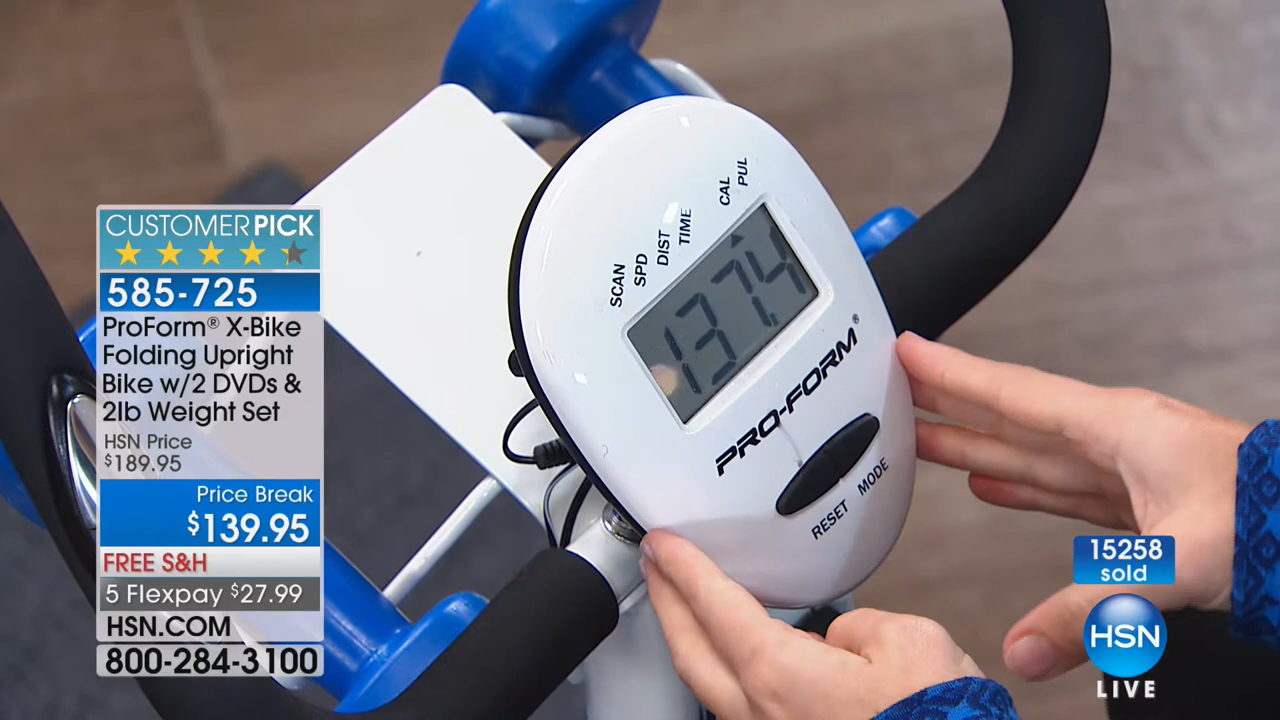 CUSTOMER PICK
585-725
ProForm® X-Bike
Folding Upright
Bike w/2 DVDs &
2lb Weight Set
HSN Price
$189.95
Price Break
$139.95
FREE S&H
5 Flexpay $27.99
HSN.COM
800-284-3100
SCAN
SPD
DIST
TIME
CAL
PUL
137.4
PRO-FORM®
RESET
MODE
15258
sold
HSN
LIVE